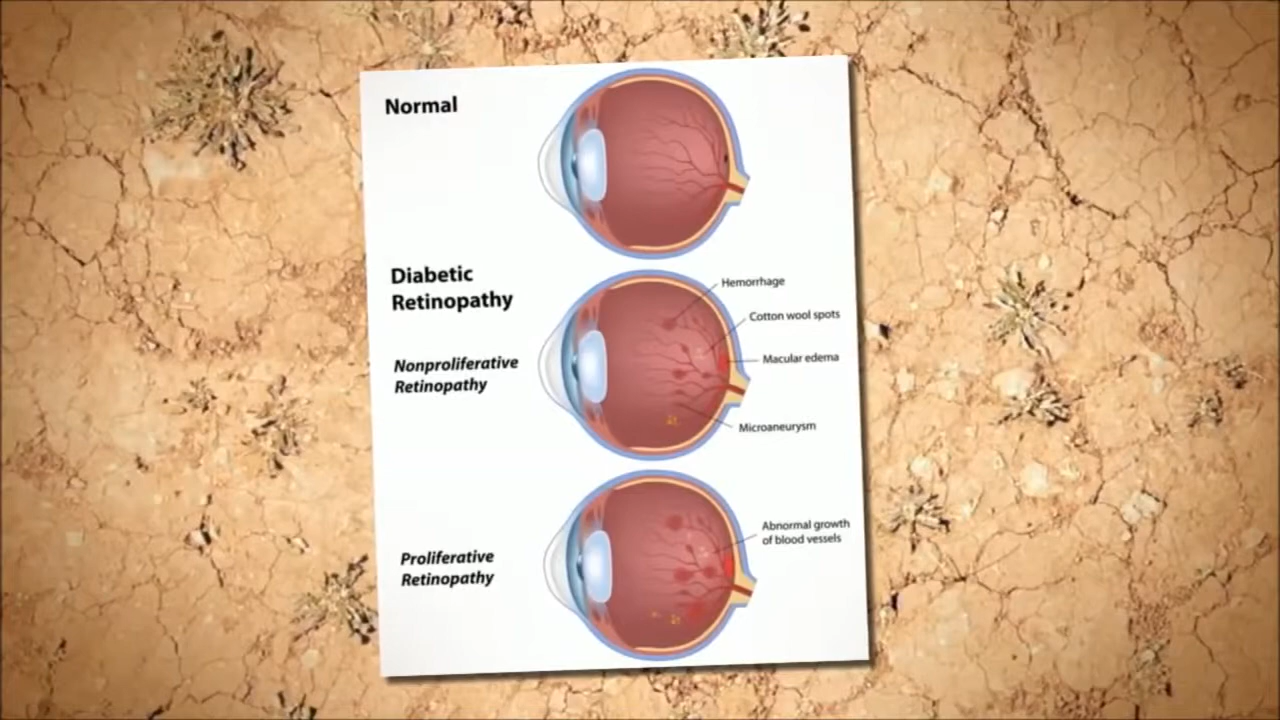 Normal
Diabetic
Retinopathy
Hemorrhage
Cotton wool spots
Nonproliferative
Retinopathy
Macular edema
Microaneurysm
Proliferative
Retinopathy
Abnormal growth
of blood vessels